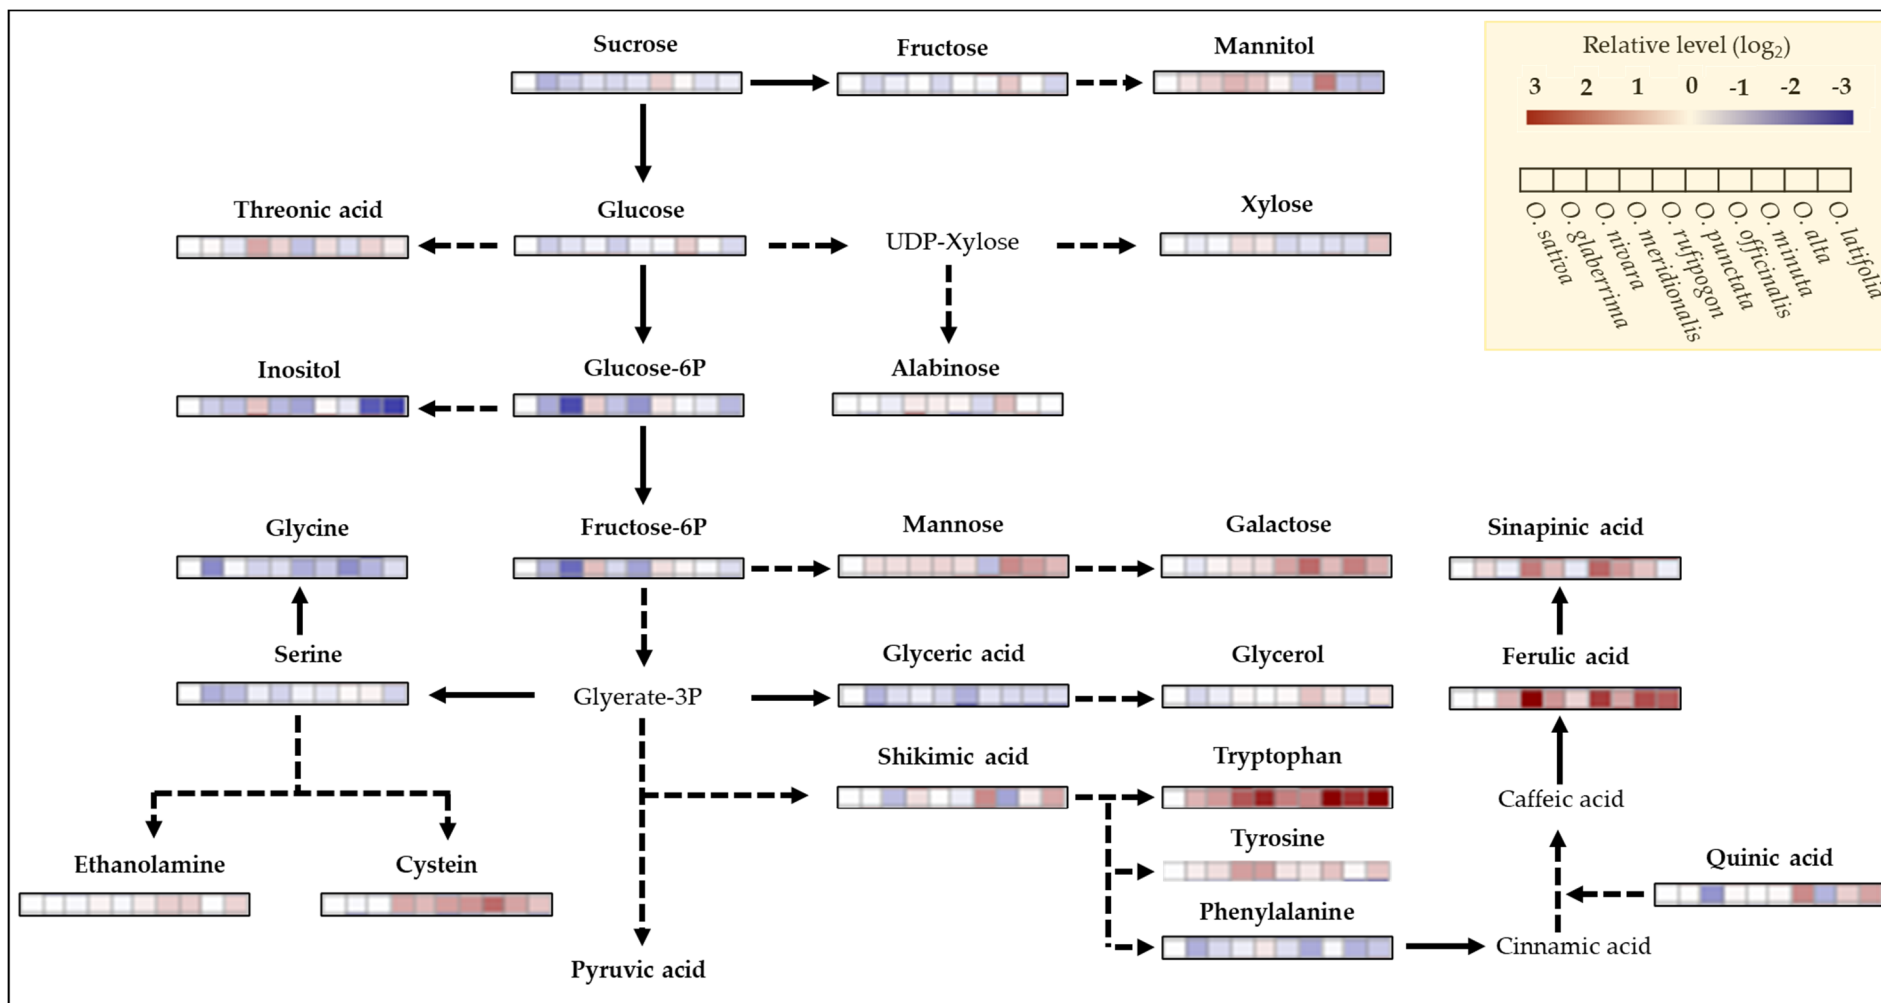 Sucrose
Fructose
Mannitol
Relative level (log2)
3 2 1 0 -1 -2 -3
O. sativa
O. glaberrima
O. nivara
O. meridionalis
O. rufipogon
O. punctata
O. officinalis
O. minuta
O. alta
O. latifolia
Threonic acid
Glucose
UDP-Xylose
Xylose
Inositol
Glucose-6P
Alabinose
Glycine
Fructose-6P
Mannose
Galactose
Sinapinic acid
Serine
Glyerate-3P
Glyceric acid
Glycerol
Ferulic acid
Shikimic acid
Tryptophan
Caffeic acid
Tyrosine
Ethanolamine
Cystein
Quinic acid
Phenylalanine
Cinnamic acid
Pyruvic acid